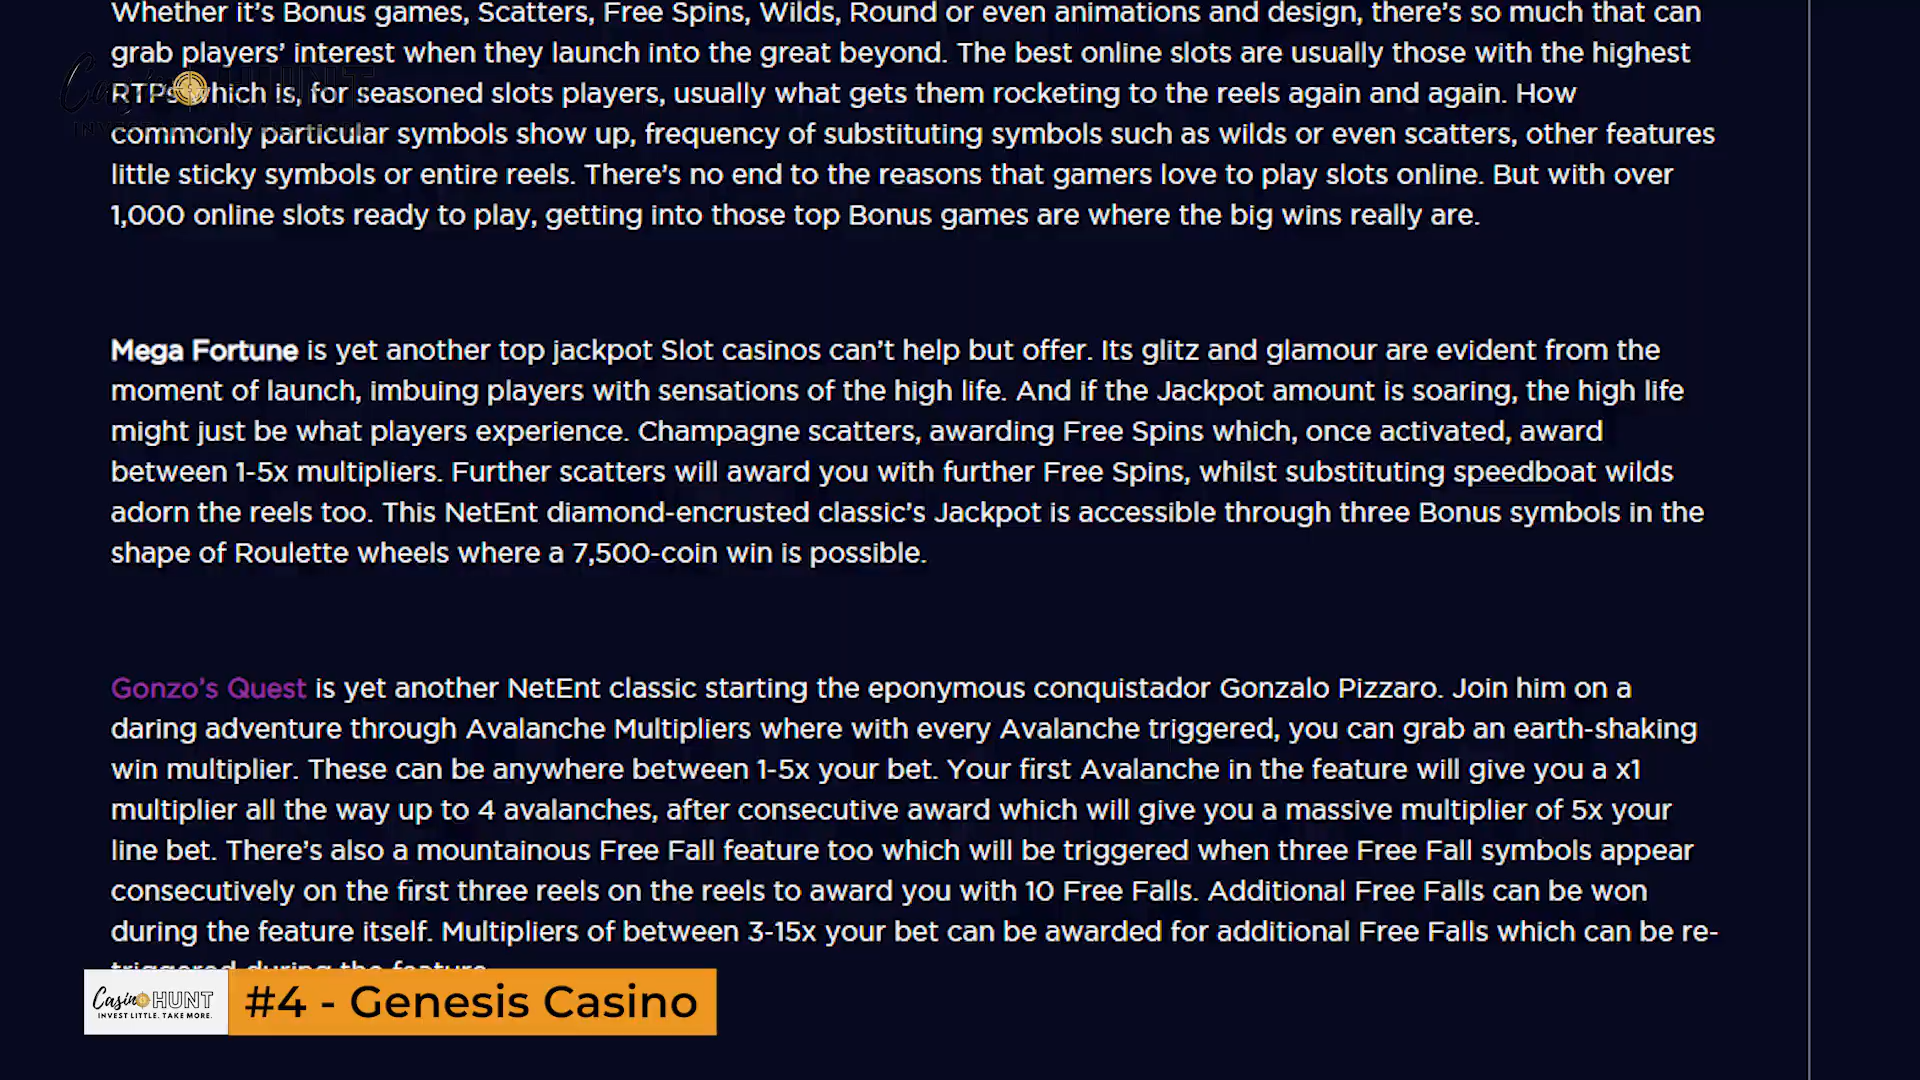 Whether it's Bonus games, Scatters, Free Spins, Wilds, Round or even animations and design, there's so much that can
grab players' interest when they launch into the great beyond. The best online slots are usually those with the highest
RTPs which is, for seasoned slots players, usually what gets them rocketing to the reels again and again. How
commonly particular symbols show up, frequency of substituting symbols such as wilds or even scatters, other features
little sticky symbols or entire reels. There's no end to the reasons that gamers love to play slots online. But with over
1,000 online slots ready to play, getting into those top Bonus games are where the big wins really are.
Mega Fortune is yet another top jackpot Slot casinos can't help but offer. Its glitz and glamour are evident from the
moment of launch, imbuing players with sensations of the high life. And if the Jackpot amount is soaring, the high life
might just be what players experience. Champagne scatters, awarding Free Spins which, once activated, award
between 1-5x multipliers. Further scatters will award you with further Free Spins, whilst substituting speedboat wilds
adorn the reels too. This NetEnt diamond-encrusted classic's Jackpot is accessible through three Bonus symbols in the
shape of Roulette wheels where a 7,500-coin win is possible.
Gonzo's Quest is yet another NetEnt classic starting the eponymous conquistador Gonzalo Pizzaro. Join him on a
daring adventure through Avalanche Multipliers where with every Avalanche triggered, you can grab an earth-shaking
win multiplier. These can be anywhere between 1-5x your bet. Your first Avalanche in the feature will give you a x1
multiplier all the way up to 4 avalanches, after consecutive award which will give you a massive multiplier of 5x your
line bet. There's also a mountainous Free Fall feature too which will be triggered when three Free Fall symbols appear
consecutively on the first three reels on the reels to award you with 10 Free Falls. Additional Free Falls can be won
during the feature itself. Multipliers of between 3-15x your bet can be awarded for additional Free Falls which can be re-
triggered during the feature.
Casino HUNT
INVEST LITTLE. TAKE MORE.
#4 - Genesis Casino